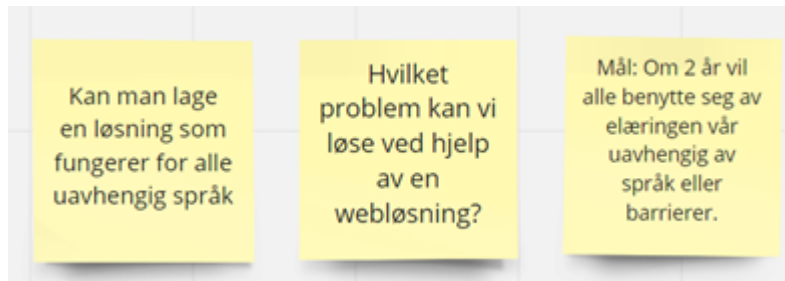 Kan man lage
en løsning som
fungerer for alle
uavhengig språk
Hvilket
problem kan vi
løse ved hjelp
av en
webløsning?
Mål: Om 2 år vil
alle benytte seg av
elæringen vår
uavhengig av
språk eller
barrierer.